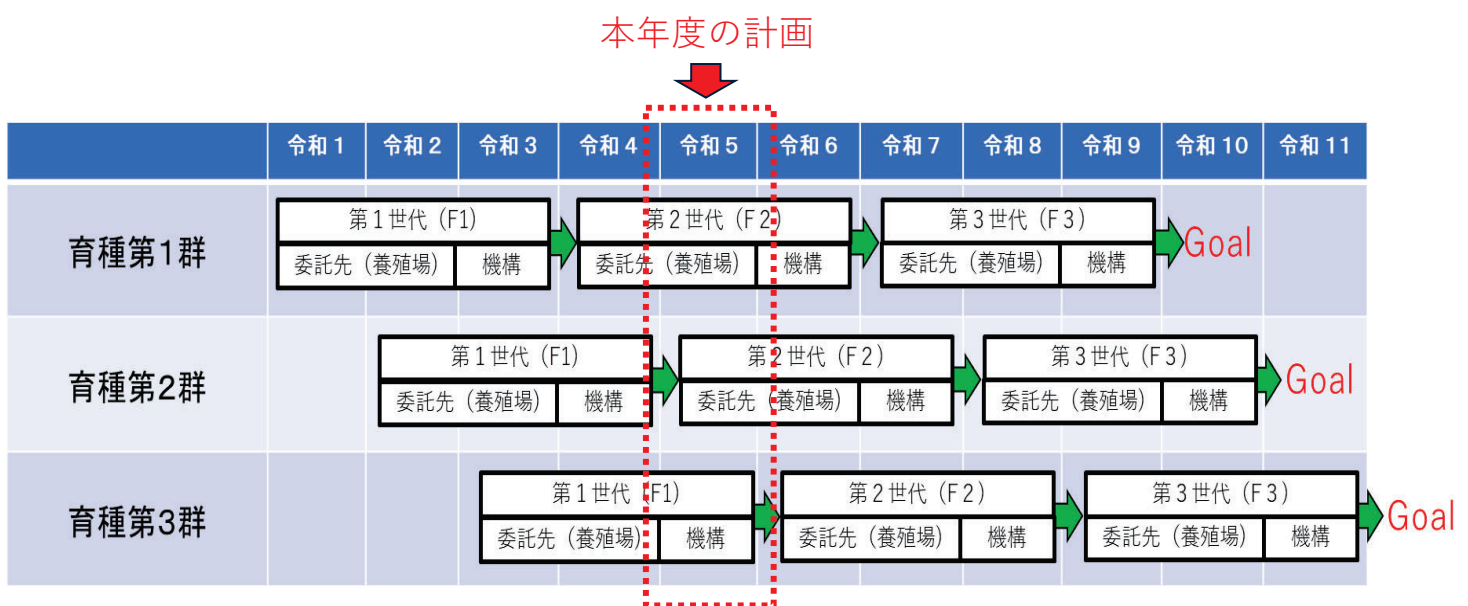 本年度の計画
令和1 令和2 令和3 令和4 令和5 令和6 令和7 令和8 令和9 令和10 令和11
第1世代（F1） 第2世代（F2） 第3世代（F3）
育種第1群 Goal
委託先（養殖場） 機構 委託先（養殖場） 機構 委託先（養殖場） 機構
第1世代（F1） 第2世代（F2） 第3世代（F3）
育種第2群 Goal
委託先（養殖場） 機構 委託先（養殖場） 機構 委託先（養殖場） 機構
第1世代（F1） 第2世代（F2） 第3世代（F3）
育種第3群 Goal
委託先（養殖場） 機構 委託先（養殖場） 機構 委託先（養殖場） 機構